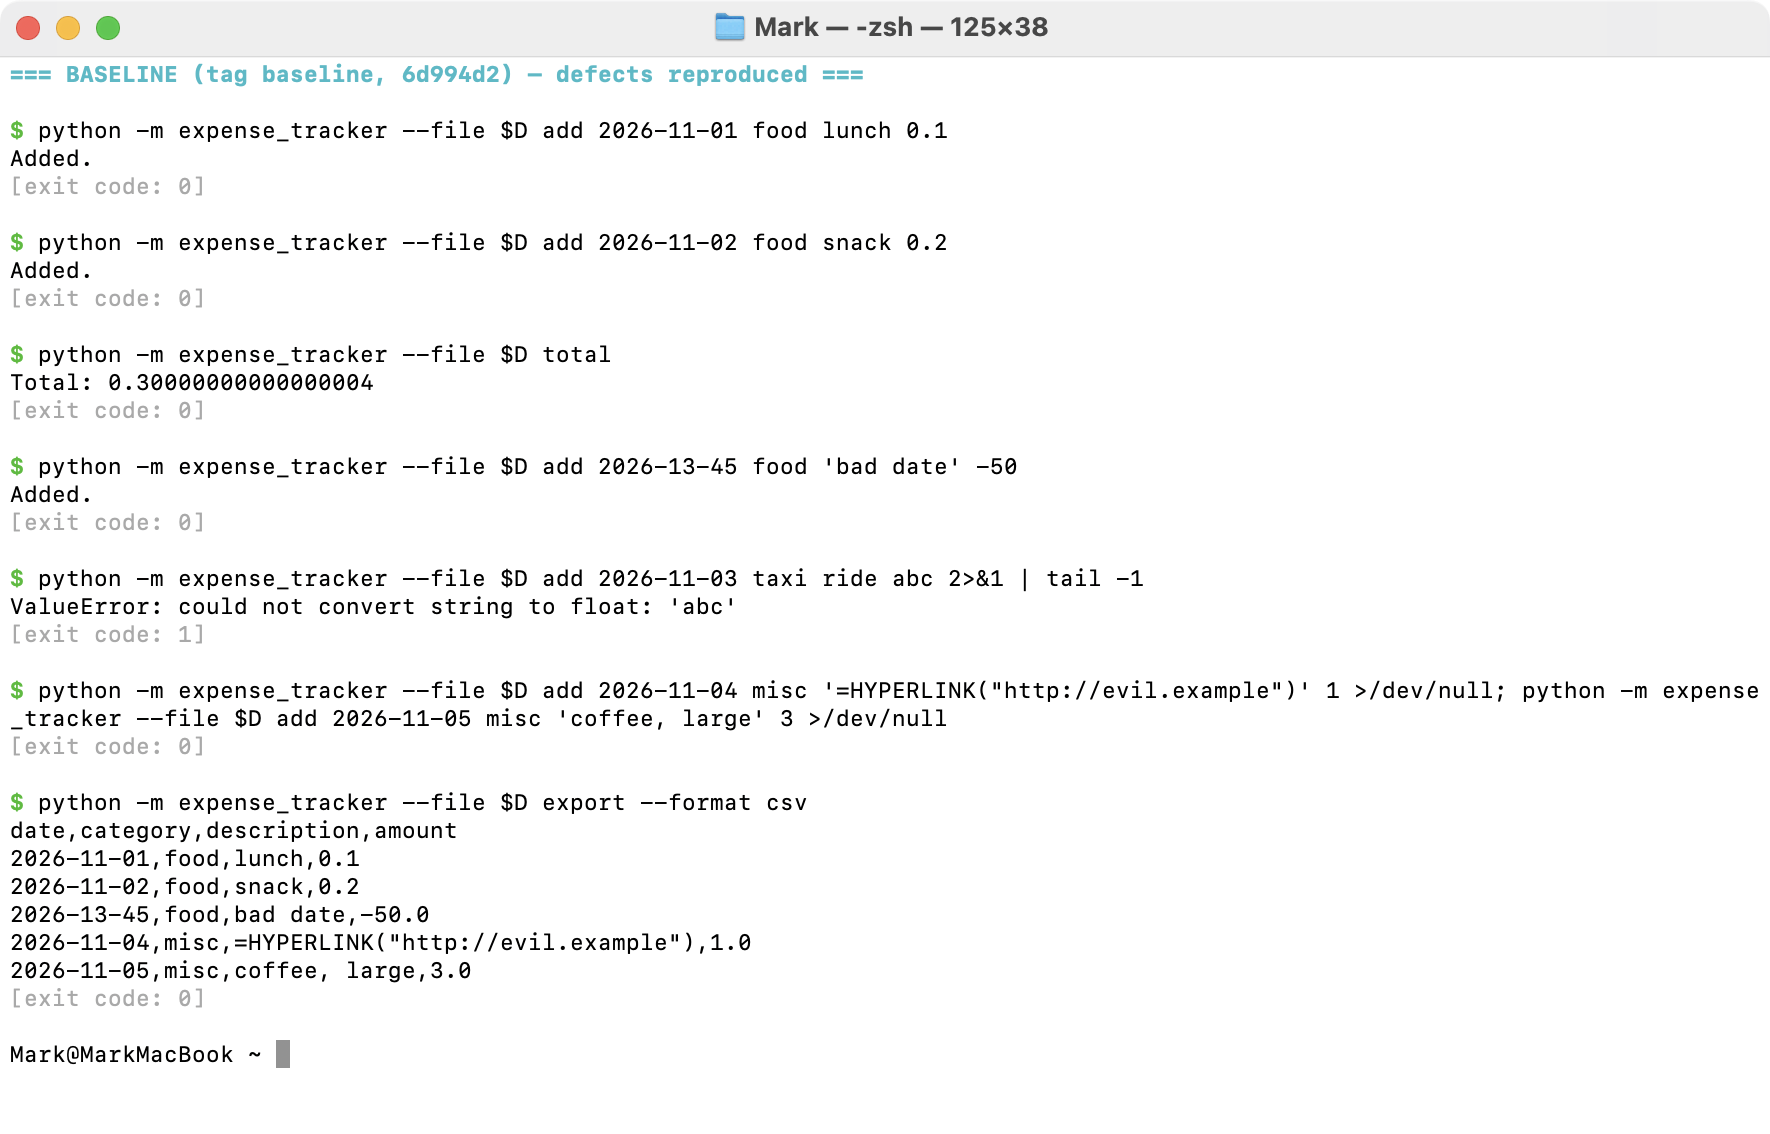 Mark — -zsh — 125×38
=== BASELINE (tag baseline, 6d994d2) — defects reproduced ===
$ python -m expense_tracker --file $D add 2026-11-01 food lunch 0.1
Added.
[exit code: 0]
$ python -m expense_tracker --file $D add 2026-11-02 food snack 0.2
Added.
[exit code: 0]
$ python -m expense_tracker --file $D total
Total: 0.30000000000000004
[exit code: 0]
$ python -m expense_tracker --file $D add 2026-13-45 food 'bad date' -50
Added.
[exit code: 0]
$ python -m expense_tracker --file $D add 2026-11-03 taxi ride abc 2>&1 | tail -1
ValueError: could not convert string to float: 'abc'
[exit code: 1]
$ python -m expense_tracker --file $D add 2026-11-04 misc '=HYPERLINK("http://evil.example")' 1 >/dev/null; python -m expense
_tracker --file $D add 2026-11-05 misc 'coffee, large' 3 >/dev/null
[exit code: 0]
$ python -m expense_tracker --file $D export --format csv
date,category,description,amount
2026-11-01,food,lunch,0.1
2026-11-02,food,snack,0.2
2026-13-45,food,bad date,-50.0
2026-11-04,misc,=HYPERLINK("http://evil.example"),1.0
2026-11-05,misc,coffee, large,3.0
[exit code: 0]
Mark@MarkMacBook ~